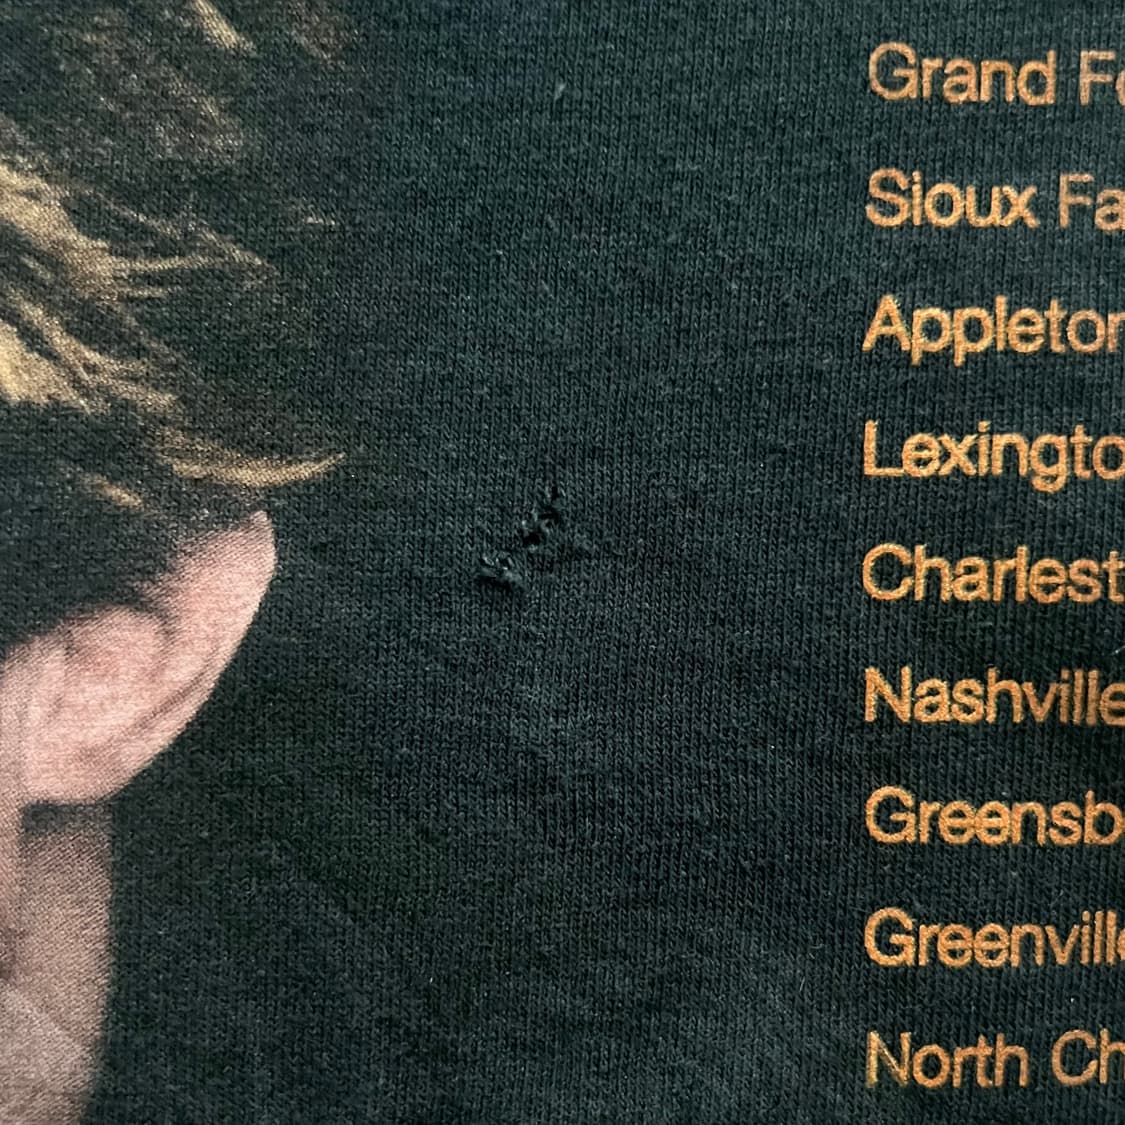 Grand Fo
Sioux Fa
Appleton
Lexingto
Charlest
Nashville
Greensb
Greenville
North Ch